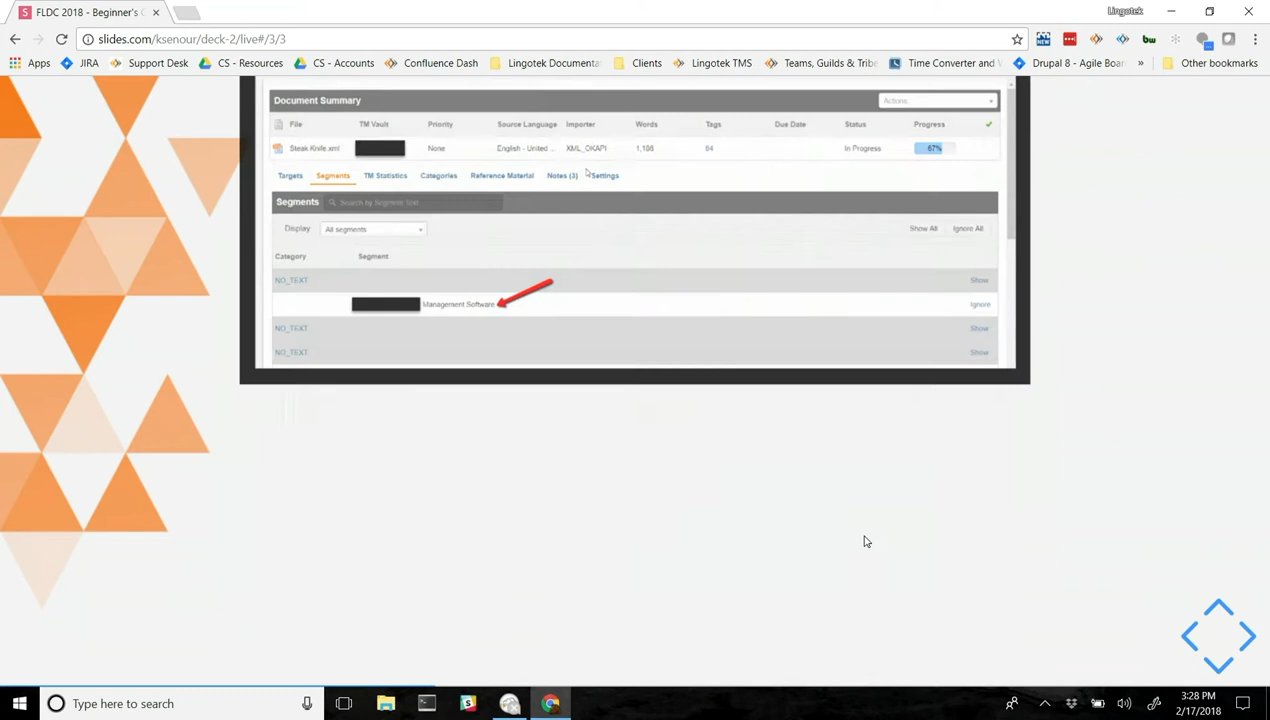 FLDC 2018 - Beginner's
Lingotek
slides.com/ksenour/deck-2/live#/3/3
Apps JIRA Support Desk CS - Resources CS - Accounts Confluence Dash Lingotek Documenta Clients Lingotek TMS Teams, Guilds & Tribe Time Converter and Drupal 8 - Agile Boar » Other bookmarks
Document Summary Actions
File TM Vault Priority Source Language Importer Words Tags Due Date Status Progress
Steak Knife.xml None English - United ... XML_OKAPI In Progress 67%
Targets Segments TM Statistics Categories Reference Material Notes (3) Settings
Segments Search by Segment Text
Display All segments Show All Ignore All
Category Segment
NO_TEXT Show
Management Software Ignore
NO_TEXT Show
NO_TEXT Show
Type here to search
3:28 PM
2/17/2018